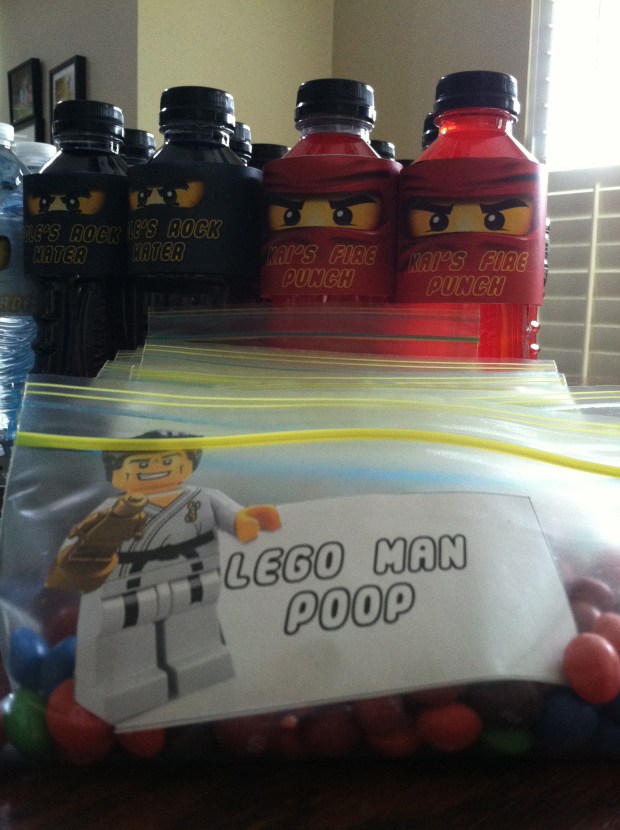 ROCK
WATER
ROCK
WATER
KAI'S FIRE
PUNCH
KAI'S FIRE
PUNCH
LEGO MAN
POOP